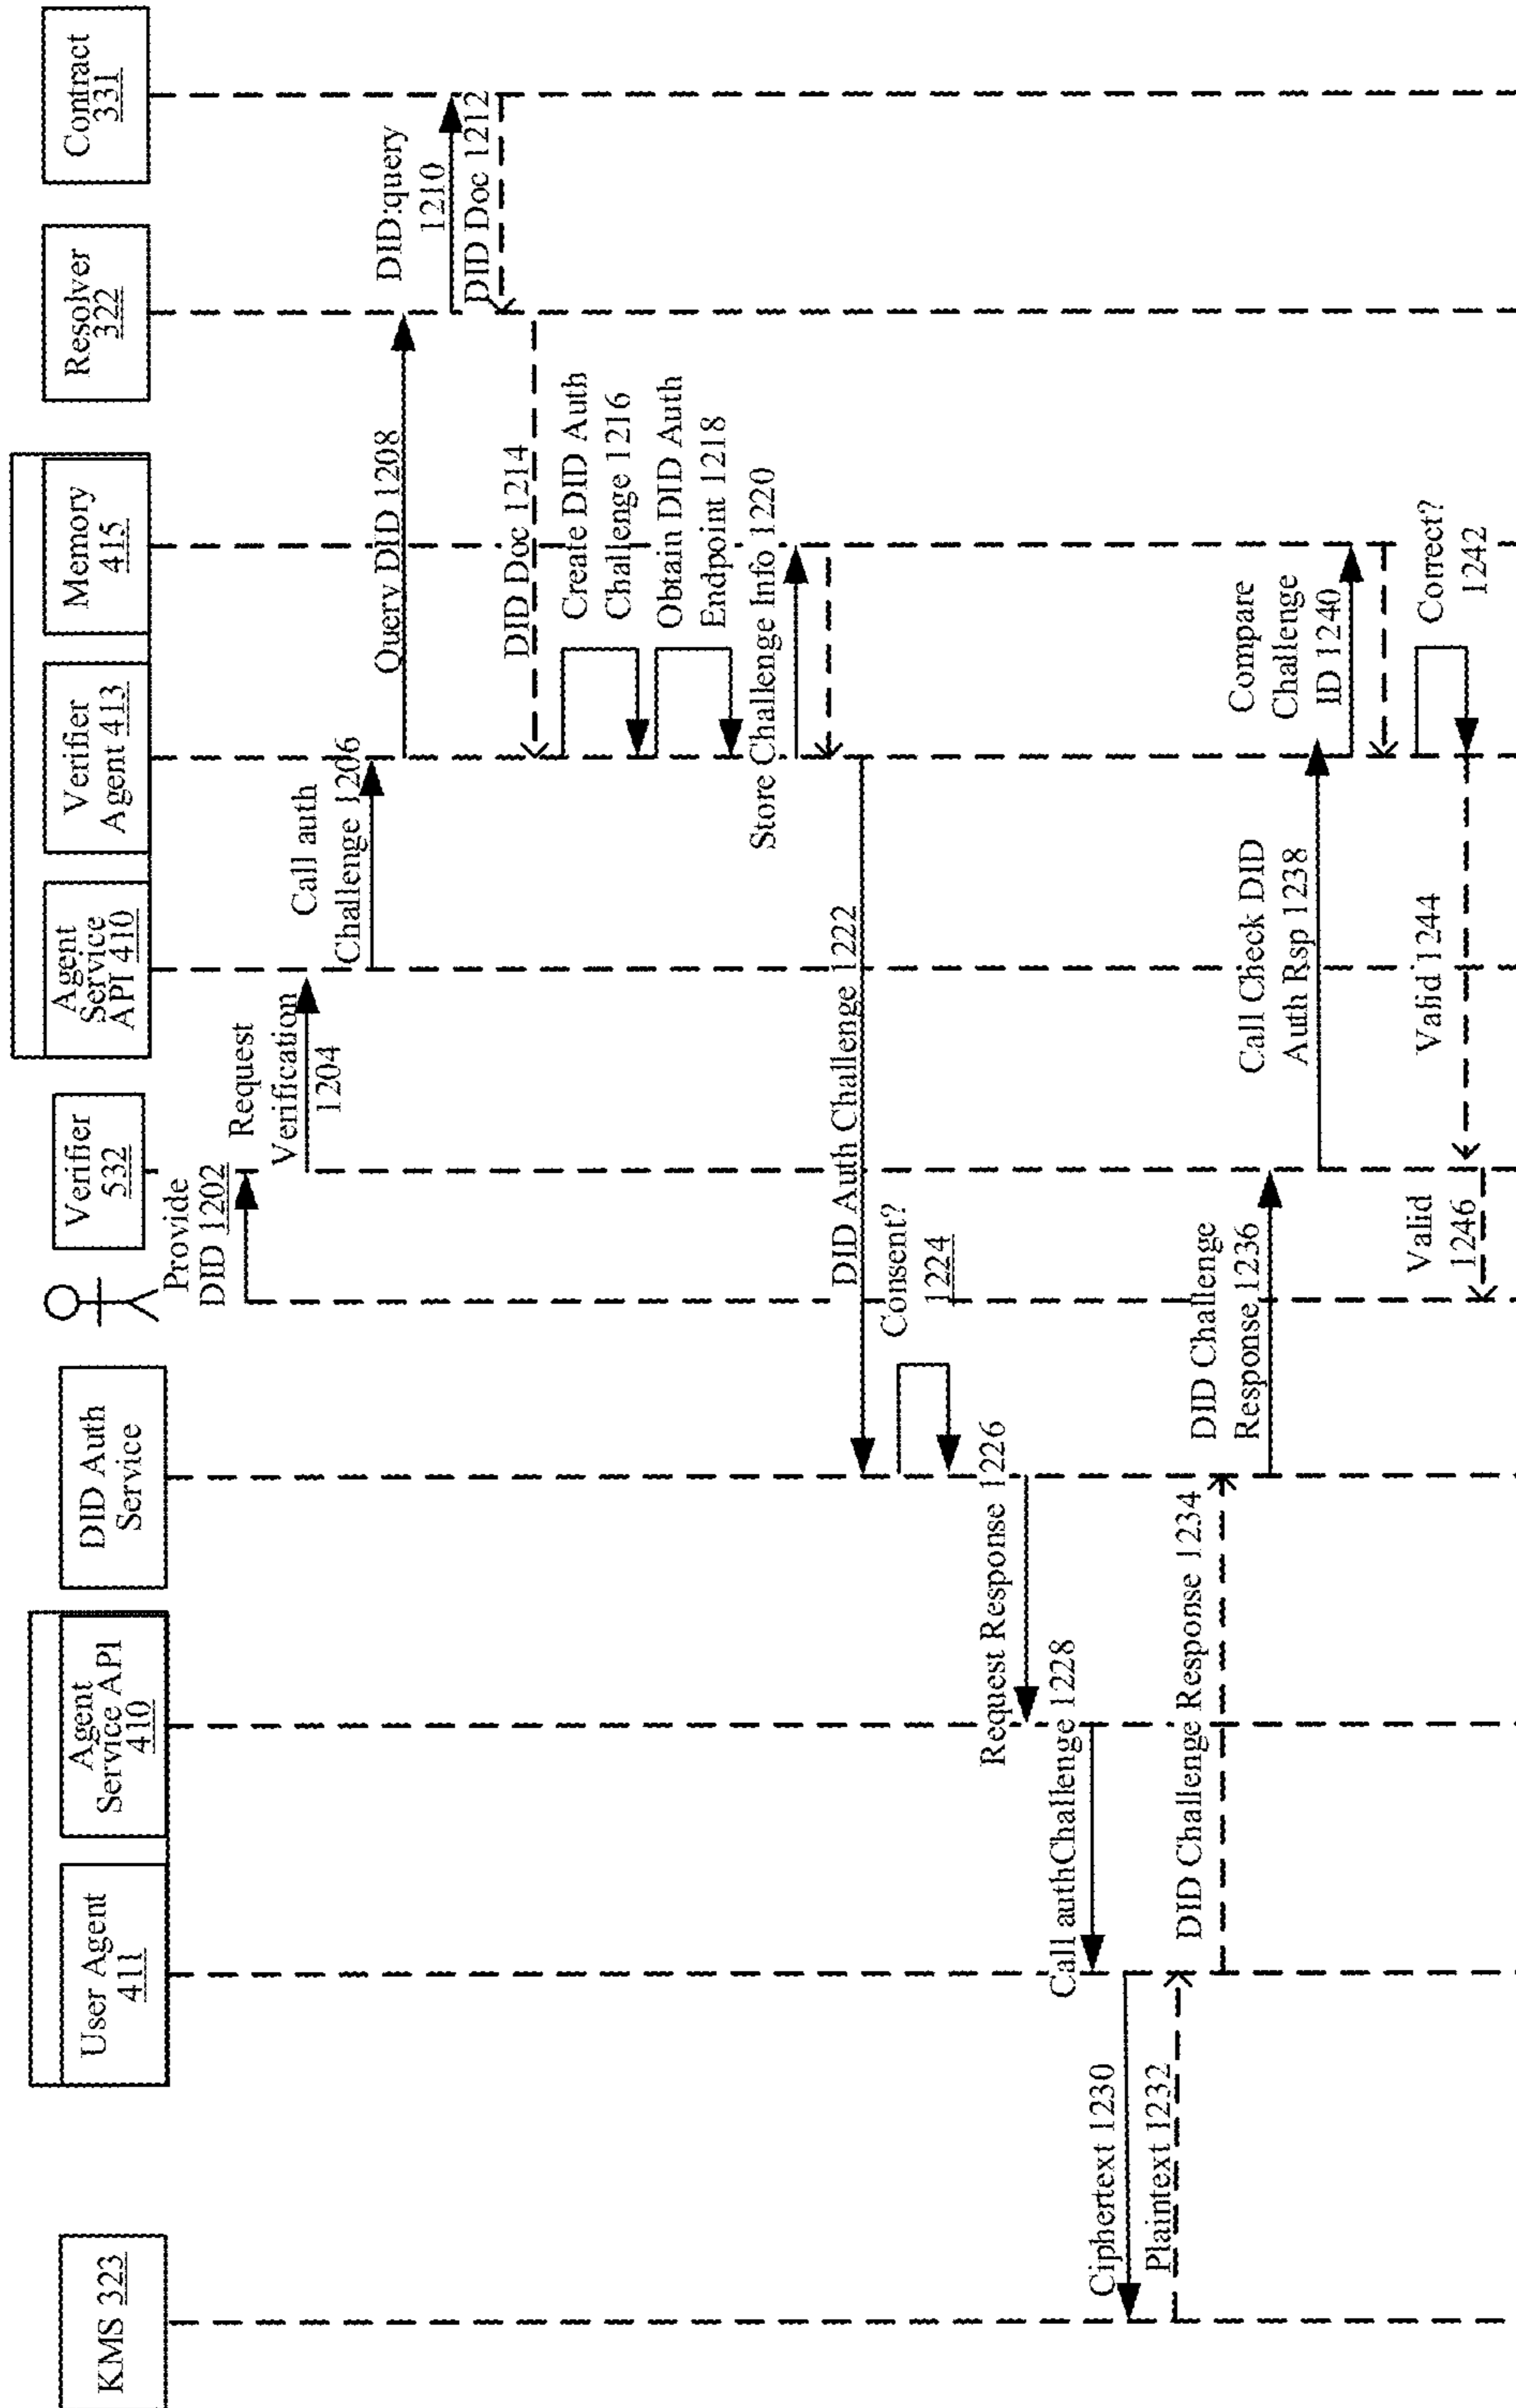 KMS 323
User Agent
411
Agent
Service API
410
DID Auth
Service
Verifier
532
Agent
Service
API 410
Verifier
Agent 413
Memory
415
Resolver
322
Contract
331
Provide
DID 1202
Request
Verification
1204
Call auth
Challenge 1206
Query DID 1208
DID:query
1210
DID Doc 1212
DID Doc 1214
Create DID Auth
Challenge 1216
Obtain DID Auth
Endpoint 1218
Store Challenge Info 1220
DID Auth Challenge 1222
Consent?
1224
Request Response 1226
Call authChallenge 1228
Ciphertext 1230
Plaintext 1232
DID Challenge Response 1234
DID Challenge
Response 1236
Call Check DID
Auth Rsp 1238
Compare
Challenge
ID 1240
Correct?
1242
Valid 1244
Valid
1246